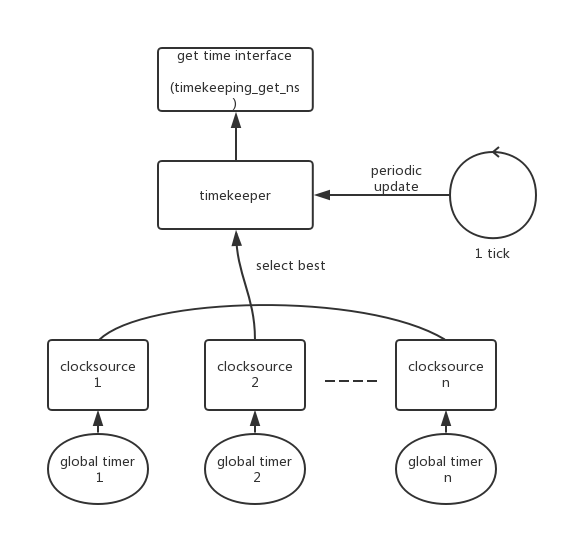 get time interface
(timekeeping_get_ns
)
timekeeper
periodic
update
1 tick
select best
clocksource
1
clocksource
2
clocksource
n
global timer
1
global timer
2
global timer
n